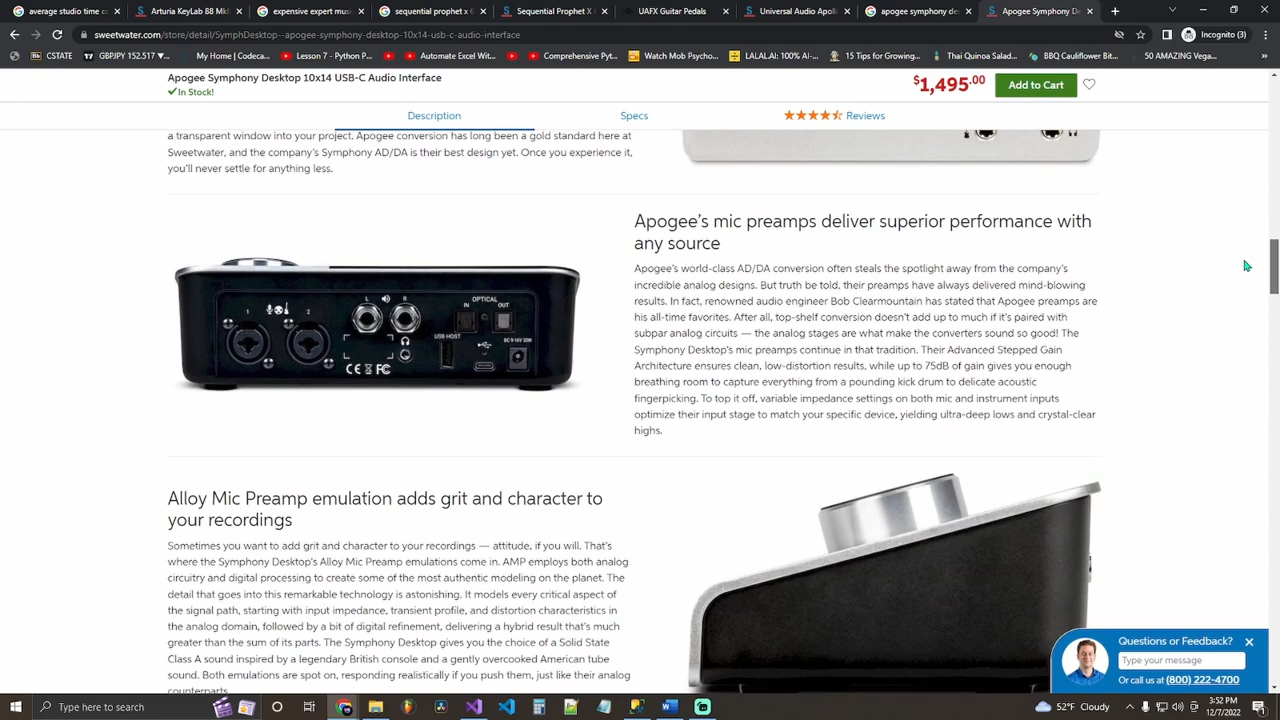 average studio time co
Arturia KeyLab 88 MkI
expensive expert musi
sequential prophet x 6
Sequential Prophet X 
UAFX Guitar Pedals
Universal Audio Apoll
apogee symphony des
Apogee Symphony De
sweetwater.com/store/detail/SymphDesktop--apogee-symphony-desktop-10x14-usb-c-audio-interface
Incognito (3)
CSTATE
GBPJPY 152.517
My Home | Codeca...
Lesson 7 - Python P...
Comprehensive Pyt...
Watch Mob Psycho...
LALAL.AI: 100% AI-...
15 Tips for Growing...
Thai Quinoa Salad...
BBQ Cauliflower Ch...
50 AMAZING Vega...
Apogee Symphony Desktop 10x14 USB-C Audio Interface
In Stock!
$1,495.00
Add to Cart
Description
Specs
Reviews
a transparent window into your project. Apogee conversion has long been a gold standard here at
Sweetwater, and the company's Symphony AD/DA is their best design yet. Once you experience it,
you'll never settle for anything less.
Apogee's mic preamps deliver superior performance with
any source
Apogee's world-class AD/DA conversion often steals the spotlight away from the company's
incredible analog designs. But truth be told, their preamps have always delivered mind-blowing
results. In fact, renowned audio engineer Bob Clearmountain has stated that Apogee preamps are
his all-time favorites. After all, top-shelf conversion doesn't add up to much if it's paired with
subpar analog circuits — the analog stages are what make the converters sound so good! The
Symphony Desktop's mic preamps continue in that tradition. Their Advanced Stepped Gain
Architecture ensures clean, low-distortion results, while up to 75dB of gain gives you enough
breathing room to capture everything from a pounding kick drum to delicate acoustic
fingerpicking. To top it off, variable impedance settings on both mic and instrument inputs
optimize their input stage to match your specific device, yielding ultra-deep lows and crystal-clear
highs.
1
2
L
R
OPTICAL
IN
OUT
USB HOST
DC 9-16V 30W
CE FC
Alloy Mic Preamp emulation adds grit and character to
your recordings
Sometimes you want to add grit and character to your recordings — attitude, if you will. That's
where the Symphony Desktop's Alloy Mic Preamp emulations come in. AMP employs both analog
circuitry and digital processing to create some of the most authentic modeling on the planet. The
detail that goes into this remarkable technology is astonishing. It models every critical aspect of
the signal path, starting with input impedance, transient profile, and distortion characteristics in
the analog domain, followed by a bit of digital refinement, delivering a hybrid result that's much
greater than the sum of its parts. The Symphony Desktop gives you the choice of a Solid State
Class A sound inspired by a legendary British console and a gently overcooked American tube
sound. Both emulations are spot on, responding realistically if you push them, just like their analog
counterparts.
Questions or Feedback?
Type your message
Or call us at (800) 222-4700
Type here to search
52°F Cloudy
3:52 PM
12/7/2022